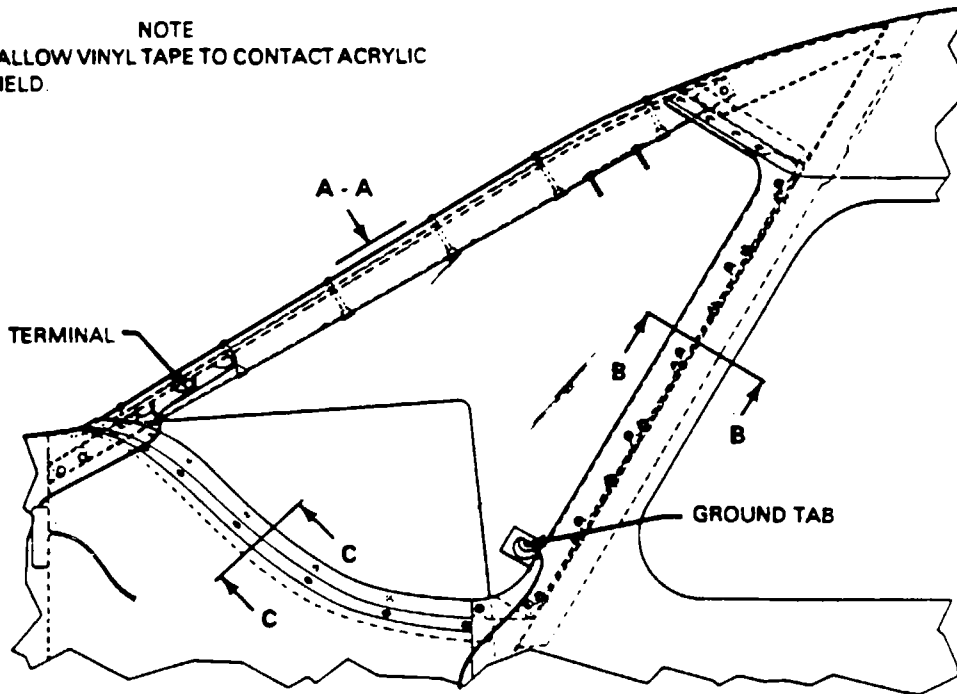 NOTE
ALLOW VINYL TAPE TO CONTACT ACRYLIC
IELD.
A - A
TERMINAL
B
B
GROUND TAB
C
C